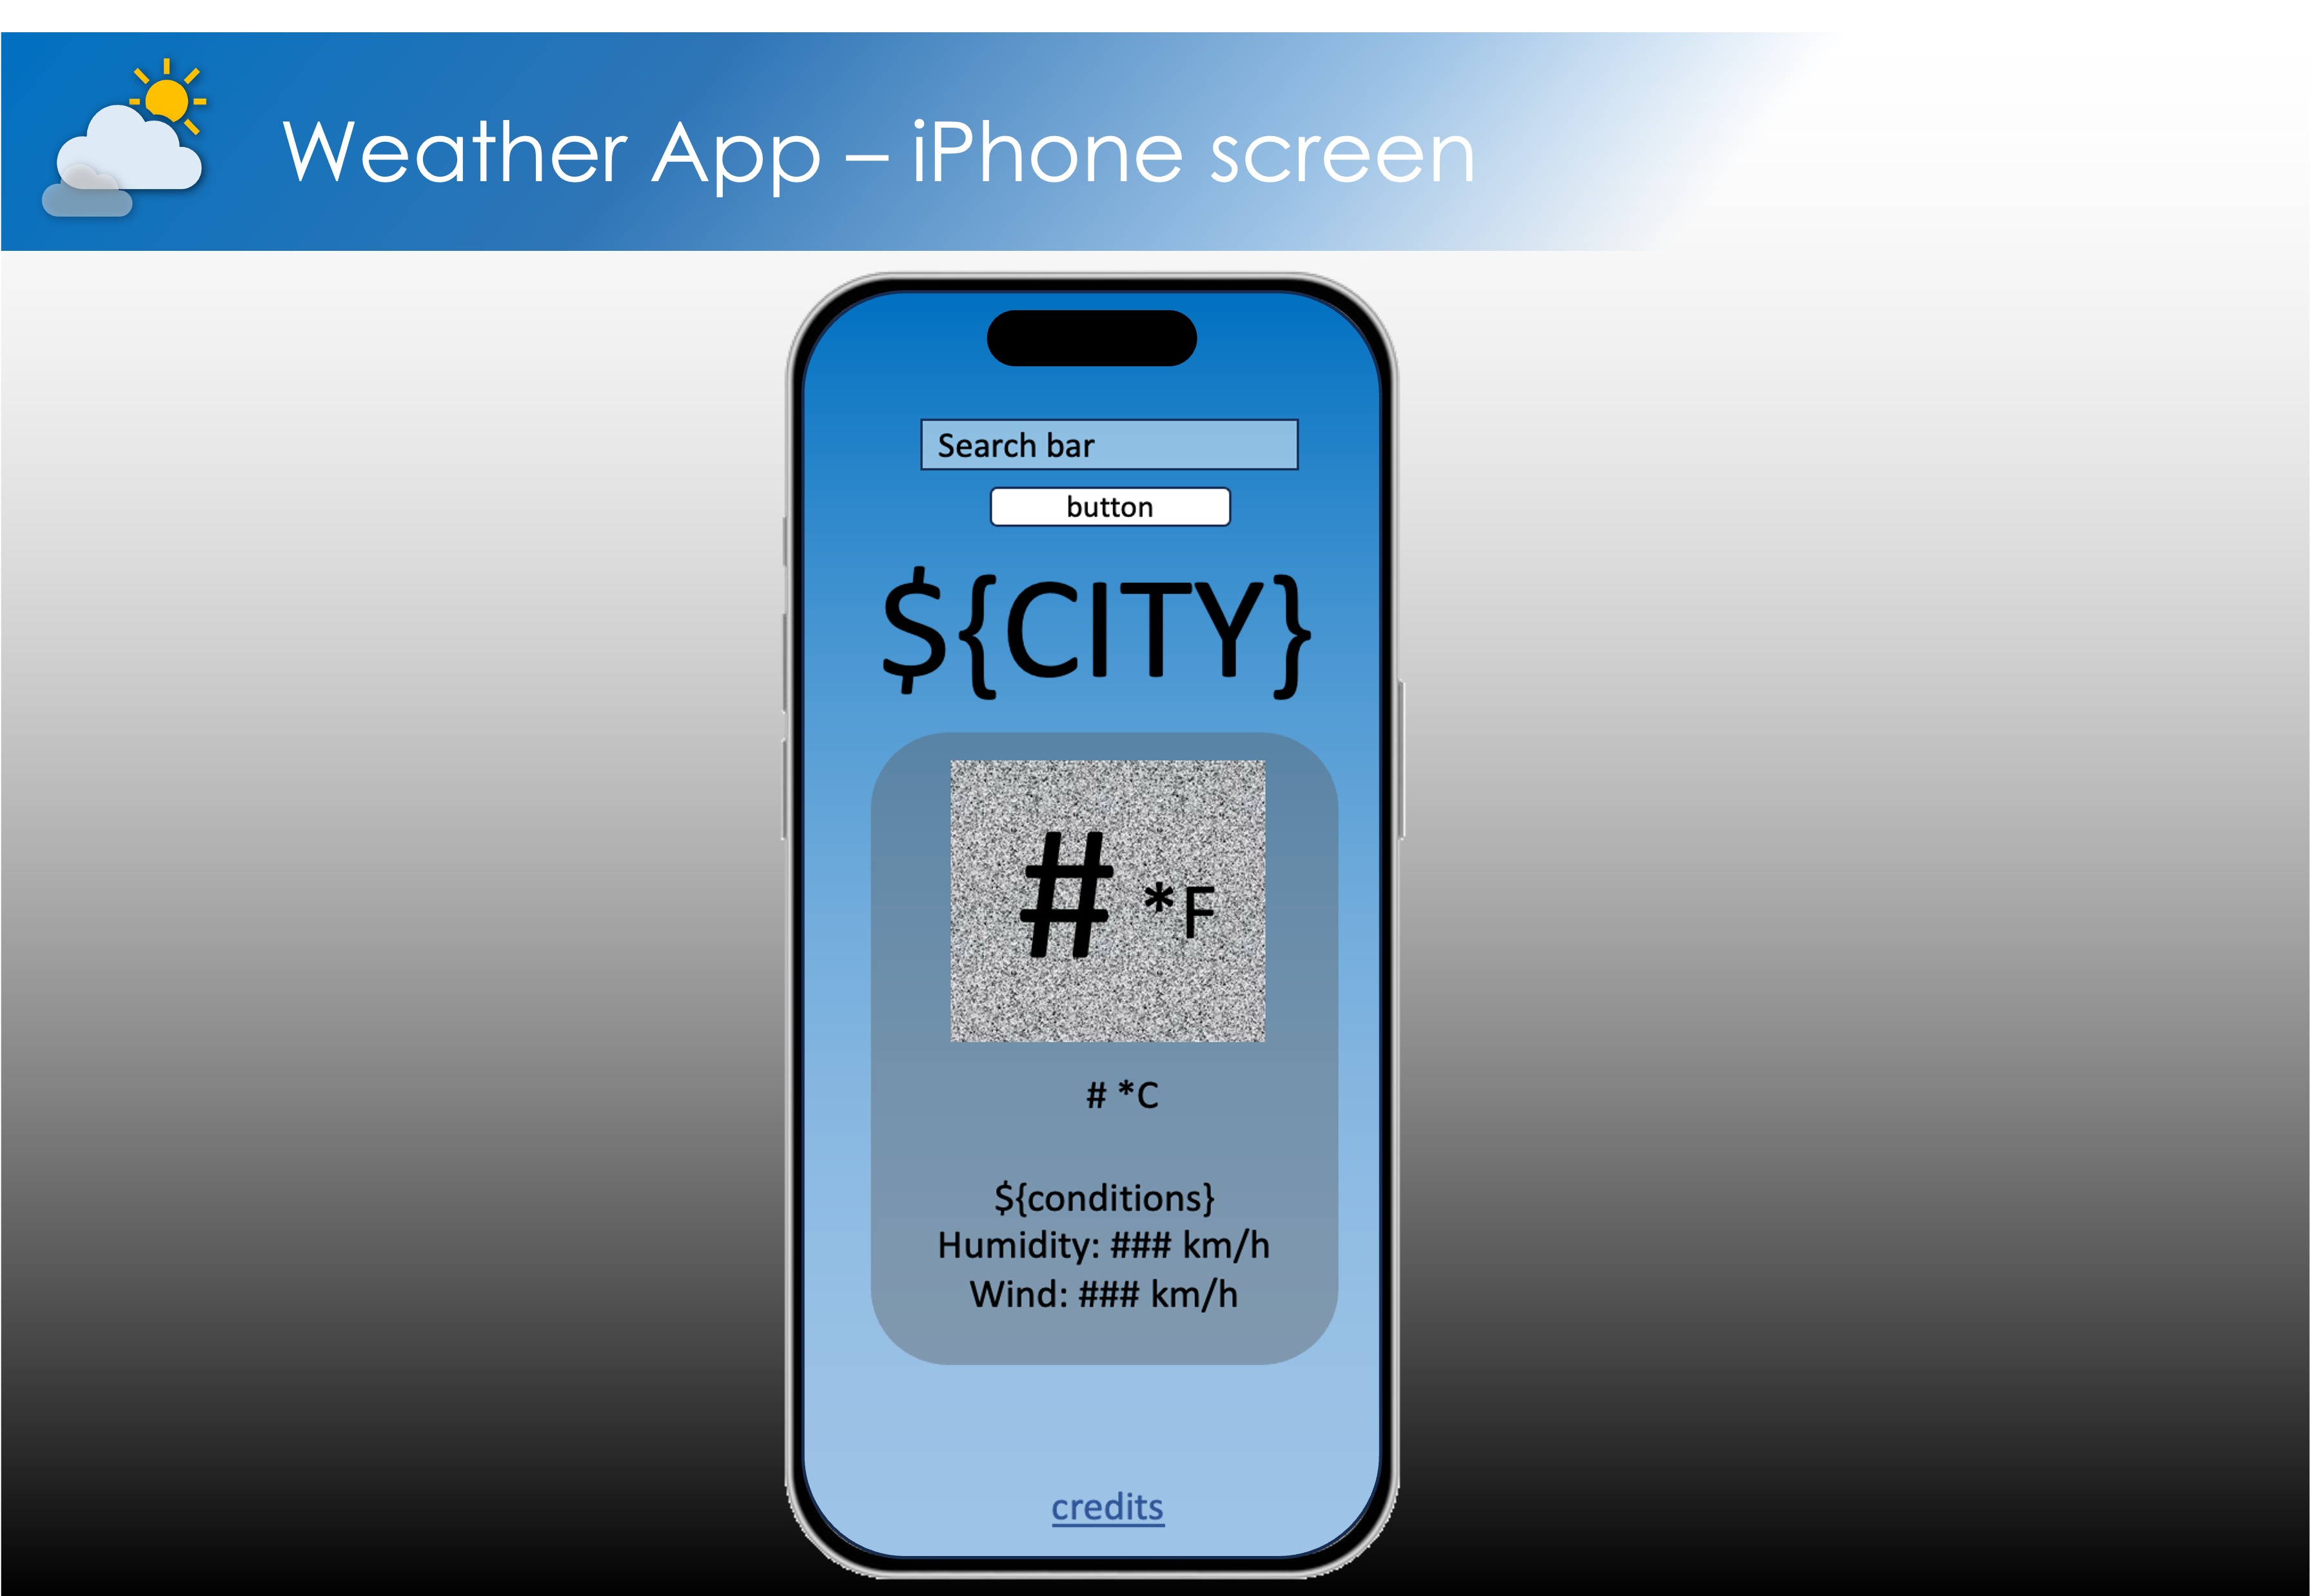 Weather App – iPhone screen
Search bar
button
${CITY}
# *F
# *C
${conditions}
Humidity: ### km/h
Wind: ### km/h
credits